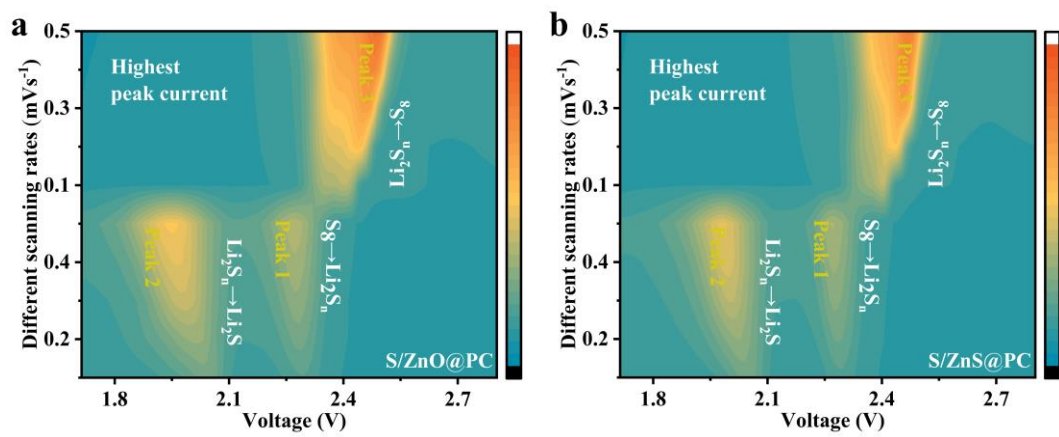 a
Different scanning rates (mVs⁻¹)
0.5
0.3
0.1
0.4
0.2
Highest
peak current
Peak 3
Li₂Sₙ→S₈
Peak 2
Li₂Sₙ→Li₂S
Peak 1
S₈→Li₂Sₙ
S/ZnO@PC
1.8 2.1 2.4 2.7
Voltage (V)
b
Different scanning rates (mVs⁻¹)
0.5
0.3
0.1
0.4
0.2
Highest
peak current
Peak 3
Li₂Sₙ→S₈
Peak 2
Li₂Sₙ→Li₂S
Peak 1
S₈→Li₂Sₙ
S/ZnS@PC
1.8 2.1 2.4 2.7
Voltage (V)